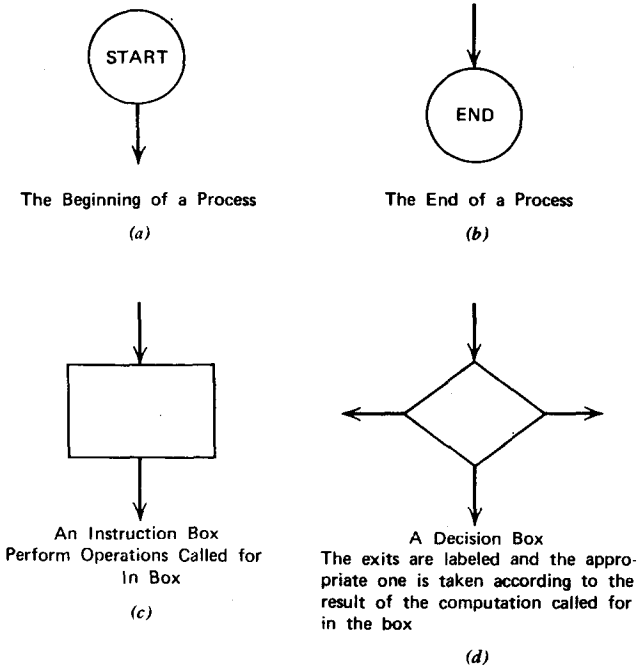 START
The Beginning of a Process
(a)
END
The End of a Process
(b)
An Instruction Box
Perform Operations Called for
In Box
(c)
A Decision Box
The exits are labeled and the appro-
priate one is taken according to the
result of the computation called for
in the box
(d)